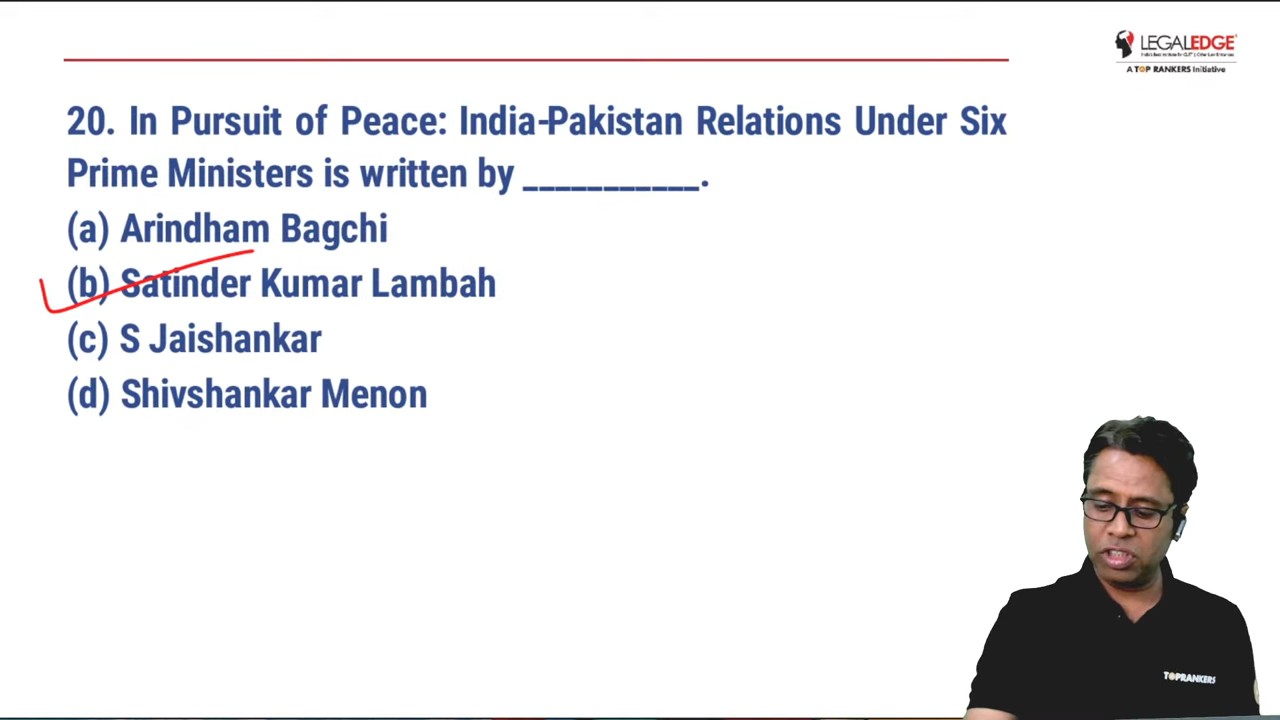 LEGALEDGE
A TOP RANKERS Initiative
20. In Pursuit of Peace: India-Pakistan Relations Under Six
Prime Ministers is written by ___________.
(a) Arindham Bagchi
(b) Satinder Kumar Lambah
(c) S Jaishankar
(d) Shivshankar Menon
TOPRANKERS